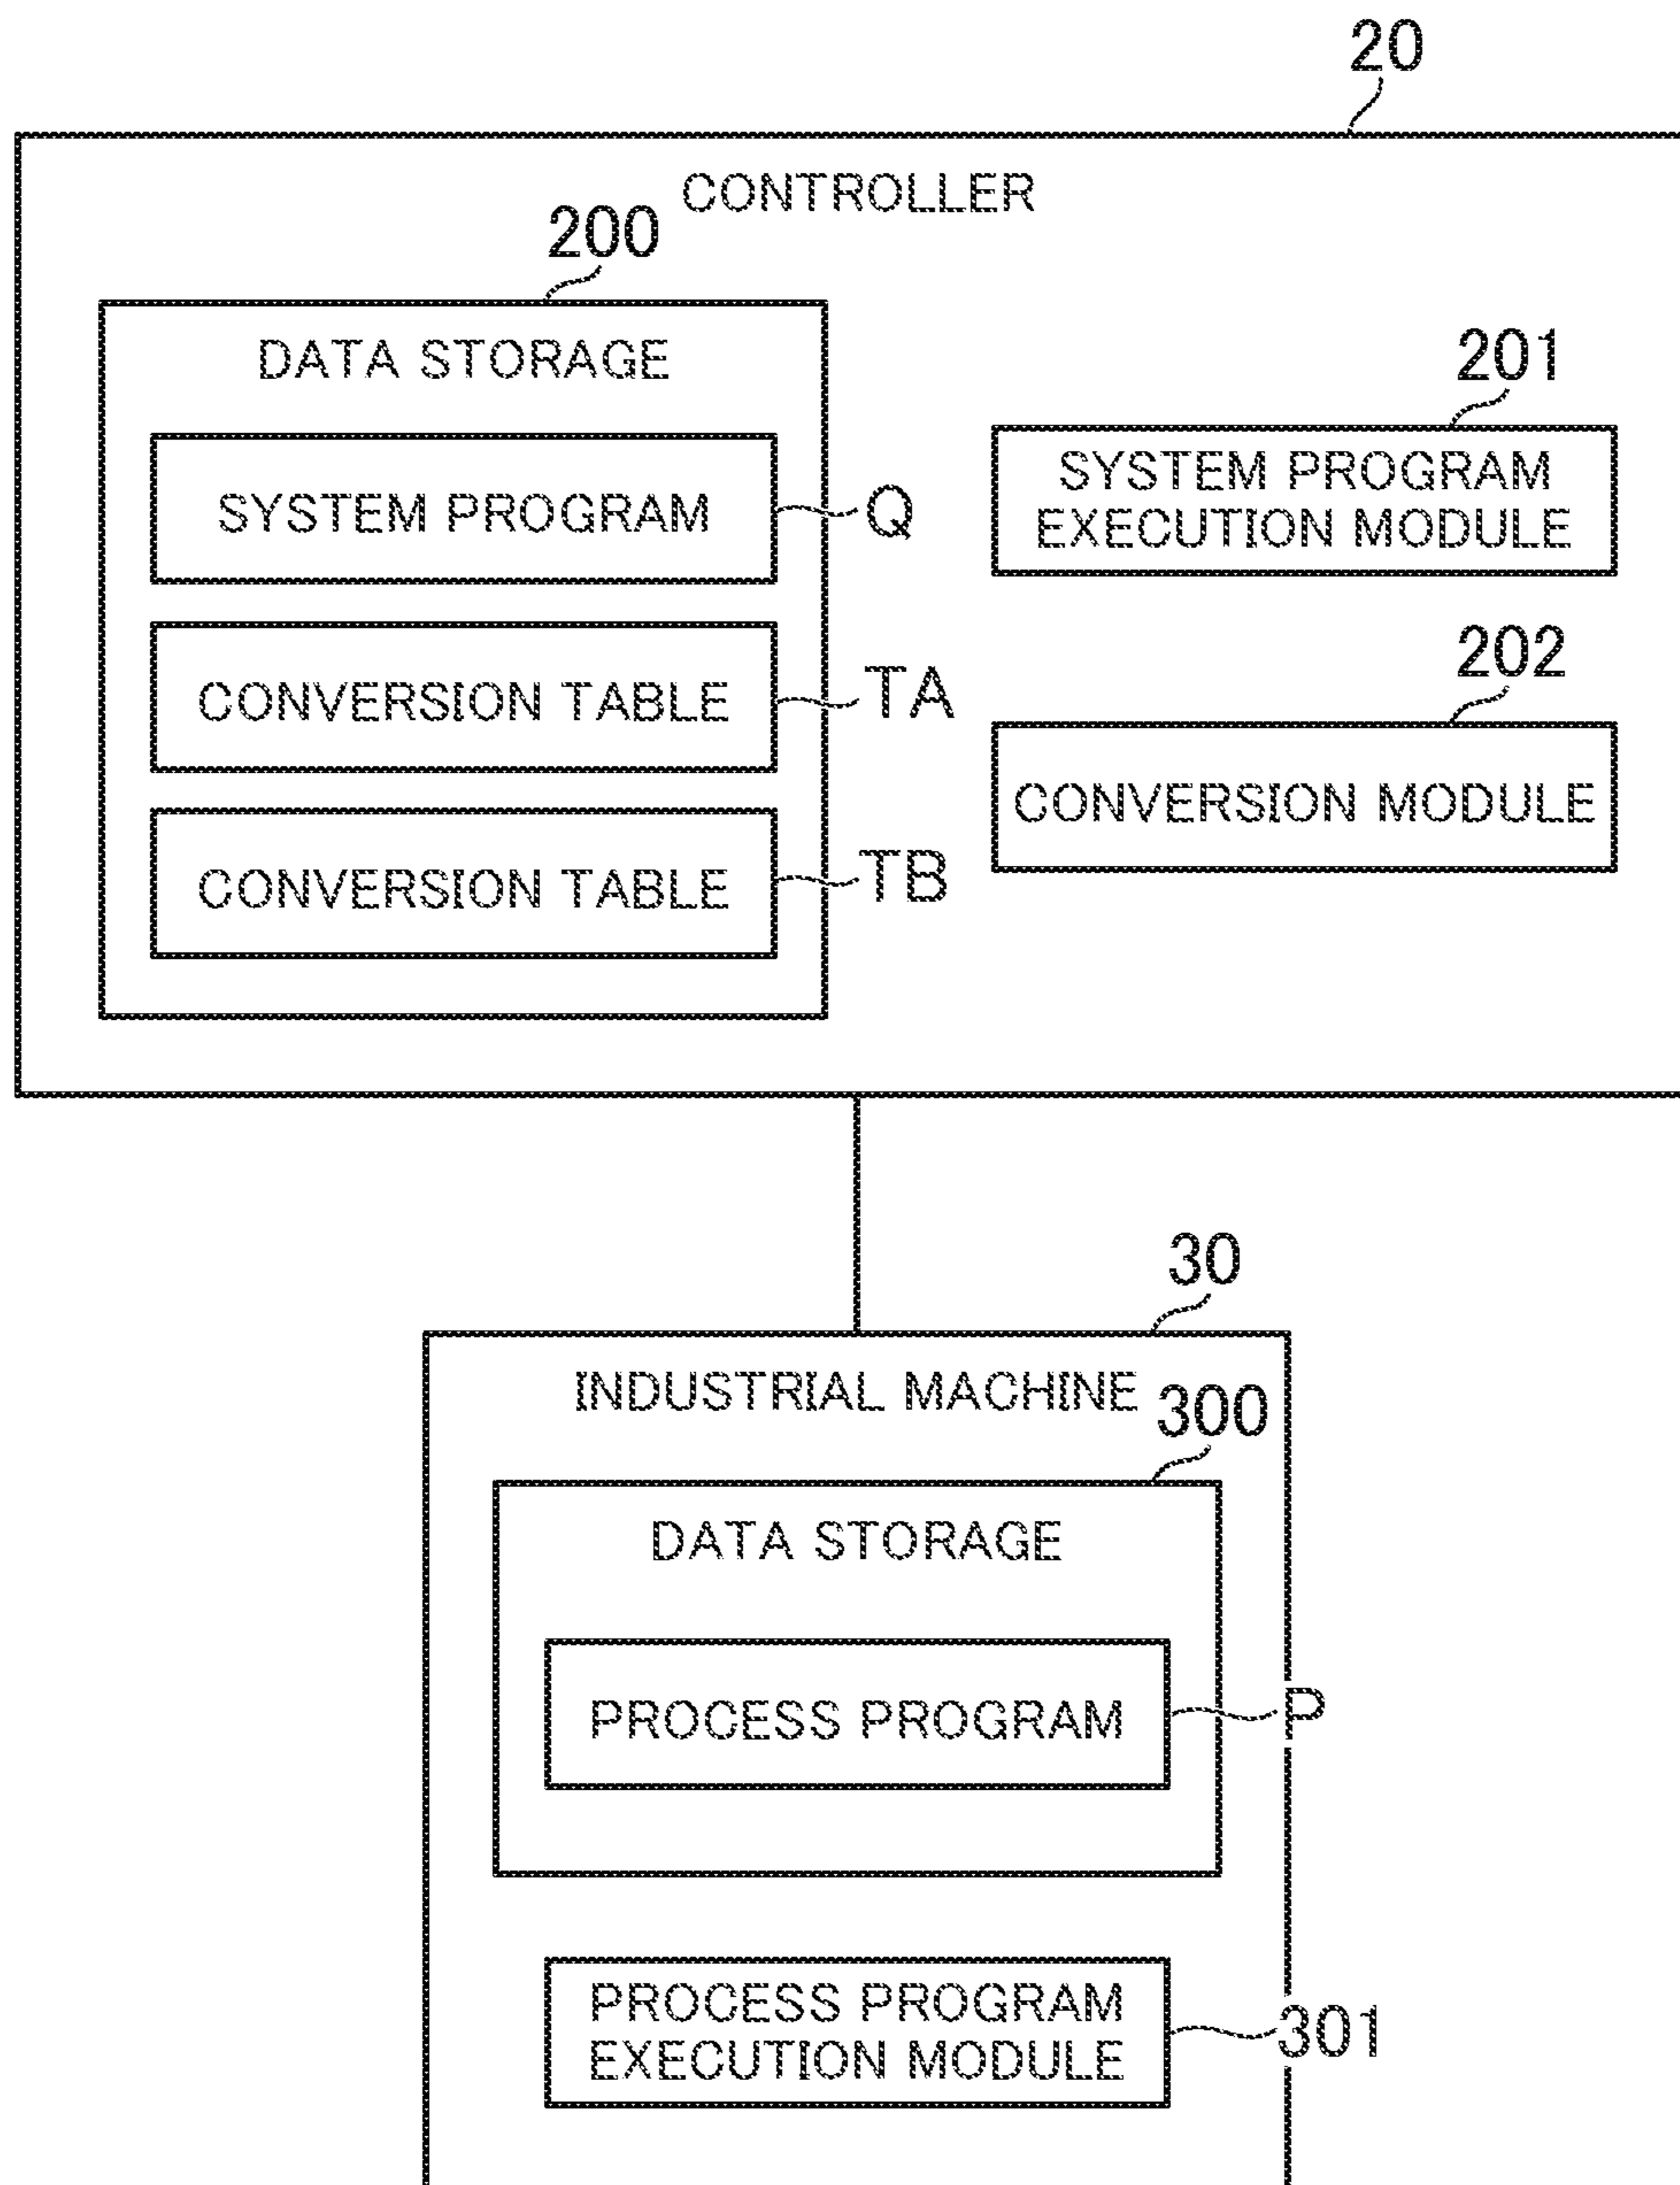 20
CONTROLLER
200
DATA STORAGE
201
SYSTEM PROGRAM
EXECUTION MODULE
SYSTEM PROGRAM
Q
202
CONVERSION TABLE
TA
CONVERSION MODULE
CONVERSION TABLE
TB
30
INDUSTRIAL MACHINE
300
DATA STORAGE
PROCESS PROGRAM
P
PROCESS PROGRAM
EXECUTION MODULE
301